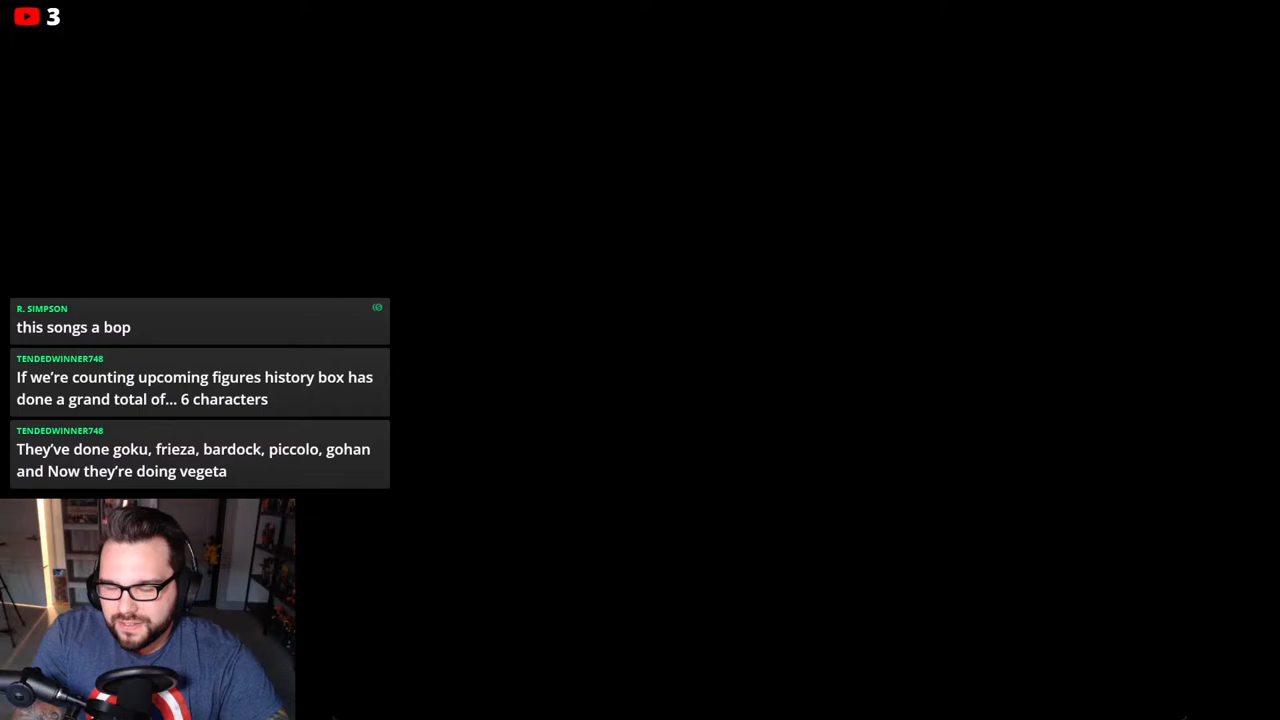 3
R. SIMPSON
this songs a bop
TENDEDWINNER748
If we're counting upcoming figures history box has
done a grand total of... 6 characters
TENDEDWINNER748
They've done goku, frieza, bardock, piccolo, gohan
and Now they're doing vegeta